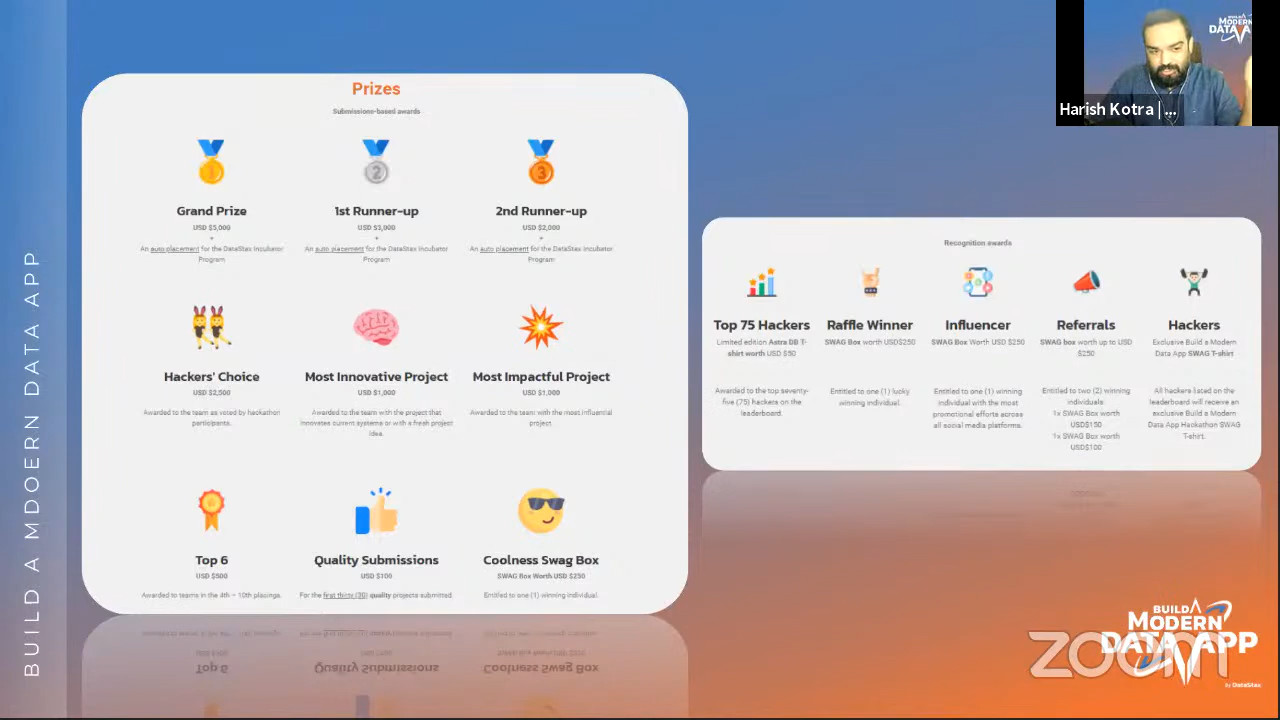 BUILD A MDOERN DATA APP
Prizes
Submissions-based awards
Grand Prize
USD $5,000
+
An auto placement for the DataStax Incubator
Program
1st Runner-up
USD $3,000
+
An auto placement for the DataStax Incubator
Program
2nd Runner-up
USD $2,000
+
An auto placement for the DataStax Incubator
Program
Hackers' Choice
USD $2,500
Awarded to the team as voted by hackathon
participants.
Most Innovative Project
USD $1,000
Awarded to the team with the project that
innovates current systems or with a fresh project
idea.
Most Impactful Project
USD $1,000
Awarded to the team with the most influential
project.
Top 6
USD $500
Awarded to teams in the 4th – 10th placings.
Quality Submissions
USD $100
For the first thirty (30) quality projects submitted.
Coolness Swag Box
SWAG Box Worth USD $250
Entitled to one (1) winning individual.
Recognition awards
Top 75 Hackers
Limited edition Astra DB T-
shirt worth USD $50
Awarded to the top seventy-
five (75) hackers on the
leaderboard.
Raffle Winner
SWAG Box worth USD$250
Entitled to one (1) lucky
winning individual.
Influencer
SWAG Box Worth USD $250
Entitled to one (1) winning
individual with the most
promotional efforts across
all social media platforms.
Referrals
SWAG box worth up to USD
$250
Entitled to two (2) winning
individuals:
1x SWAG Box worth
USD$150
1x SWAG Box worth
USD$100
Hackers
Exclusive Build a Modern
Data App SWAG T-shirt
All hackers listed on the
leaderboard will receive an
exclusive Build a Modern
Data App Hackathon SWAG
T-shirt.
BUILD A
MODERN
DATA APP
Harish Kotra | ...
BUILD A
MODERN
DATA APP
by DataStax
zoom